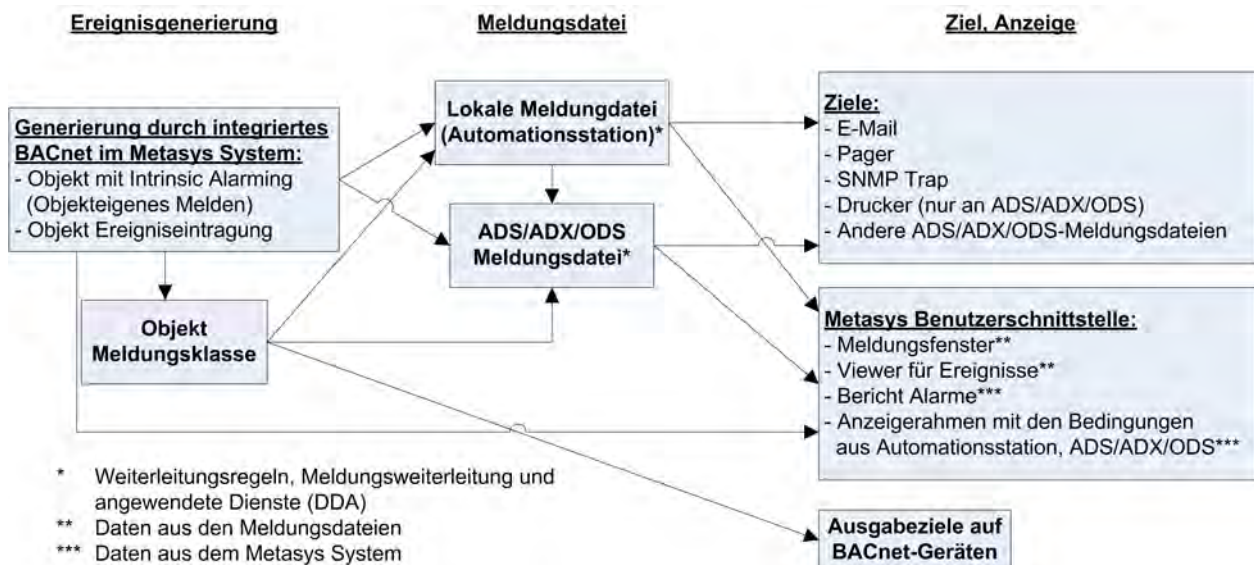 Ereignisgenerierung
Meldungsdatei
Ziel, Anzeige
Generierung durch integriertes
BACnet im Metasys System:
- Objekt mit Intrinsic Alarming
(Objekteigenes Melden)
- Objekt Ereigniseintragung
Objekt
Meldungsklasse
Lokale Meldungdatei
(Automationsstation)*
ADS/ADX/ODS
Meldungsdatei*
Ziele:
- E-Mail
- Pager
- SNMP Trap
- Drucker (nur an ADS/ADX/ODS)
- Andere ADS/ADX/ODS-Meldungsdateien
Metasys Benutzerschnittstelle:
- Meldungsfenster**
- Viewer für Ereignisse**
- Bericht Alarme***
- Anzeigerahmen mit den Bedingungen
aus Automationsstation, ADS/ADX/ODS***
Ausgabeziele auf
BACnet-Geräten
* Weiterleitungsregeln, Meldungsweiterleitung und
angewendete Dienste (DDA)
** Daten aus den Meldungsdateien
*** Daten aus dem Metasys System